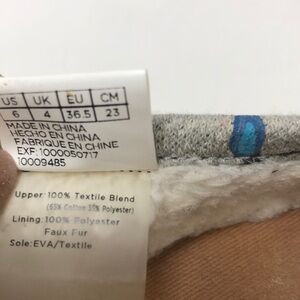 US UK EU CM
6 4 36.5 23
MADE IN CHINA
HECHO EN CHINA
FABRIQUÉ EN CHINE
EXF: 1000050717
10009485
Upper: 100% Textile Blend
(65% Cotton 35% Polyester)
Lining: 100% Polyester
Faux Fur
Sole: EVA/Textile